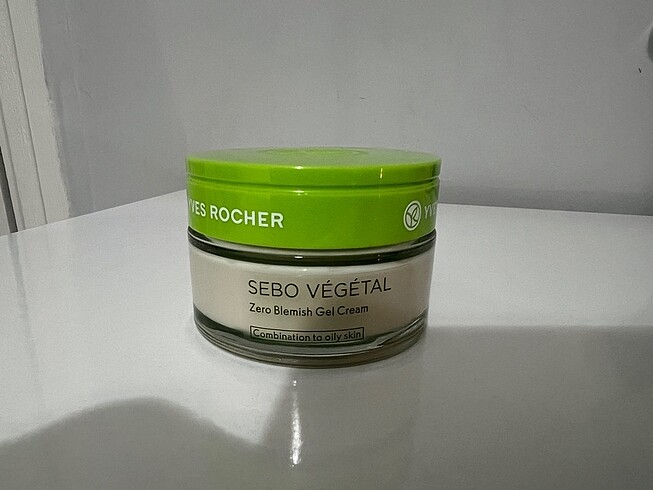 YVES ROCHER
SEBO VÉGÉTAL
Zero Blemish Gel Cream
Combination to oily skin